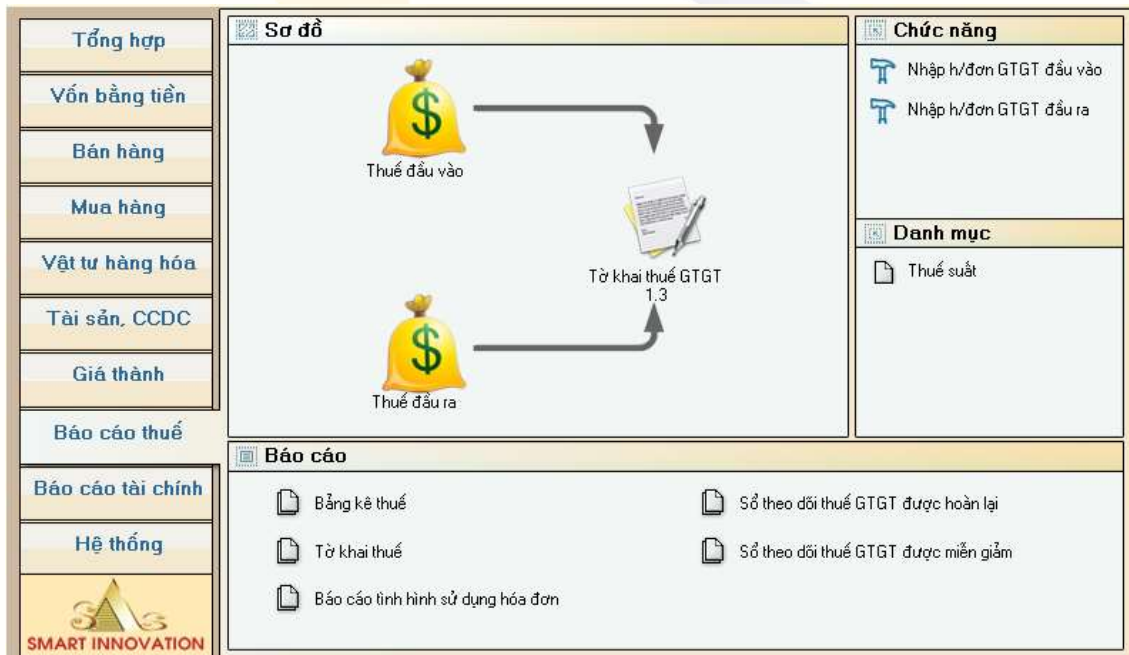 Tổng hợp
Vốn bằng tiền
Bán hàng
Mua hàng
Vật tư hàng hóa
Tài sản, CCDC
Giá thành
Báo cáo thuế
Báo cáo tài chính
Hệ thống
SAS
SMART INNOVATION
Sơ đồ
Thuế đầu vào
Tờ khai thuế GTGT
1.3
Thuế đầu ra
Chức năng
Nhập h/đơn GTGT đầu vào
Nhập h/đơn GTGT đầu ra
Danh mục
Thuế suất
Báo cáo
Bảng kê thuế
Tờ khai thuế
Báo cáo tình hình sử dụng hóa đơn
Sổ theo dõi thuế GTGT được hoàn lại
Sổ theo dõi thuế GTGT được miễn giảm